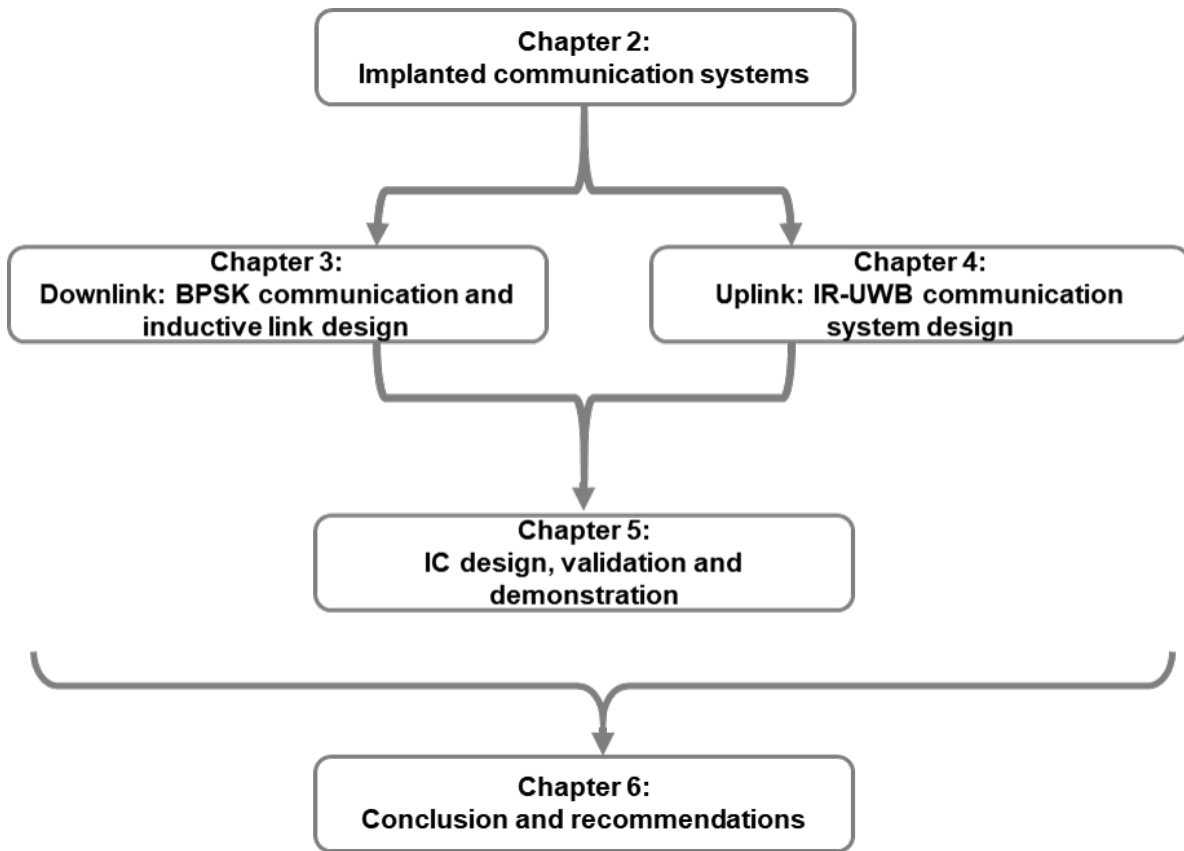 Chapter 2:
Implanted communication systems
Chapter 3:
Downlink: BPSK communication and
inductive link design
Chapter 4:
Uplink: IR-UWB communication
system design
Chapter 5:
IC design, validation and
demonstration
Chapter 6:
Conclusion and recommendations